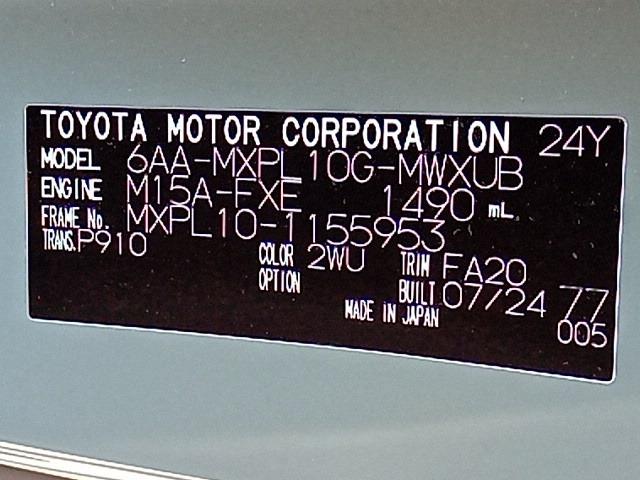 TOYOTA MOTOR CORPORATION 24Y
MODEL 6AA-MXPL10G-MWXUB
ENGINE M15A-FXE 1490 mL
FRAME No. MXPL10-1155953
TRANS. P910 COLOR 2WU TRIM FA20
OPTION BUILT 07/24 77
MADE IN JAPAN 005